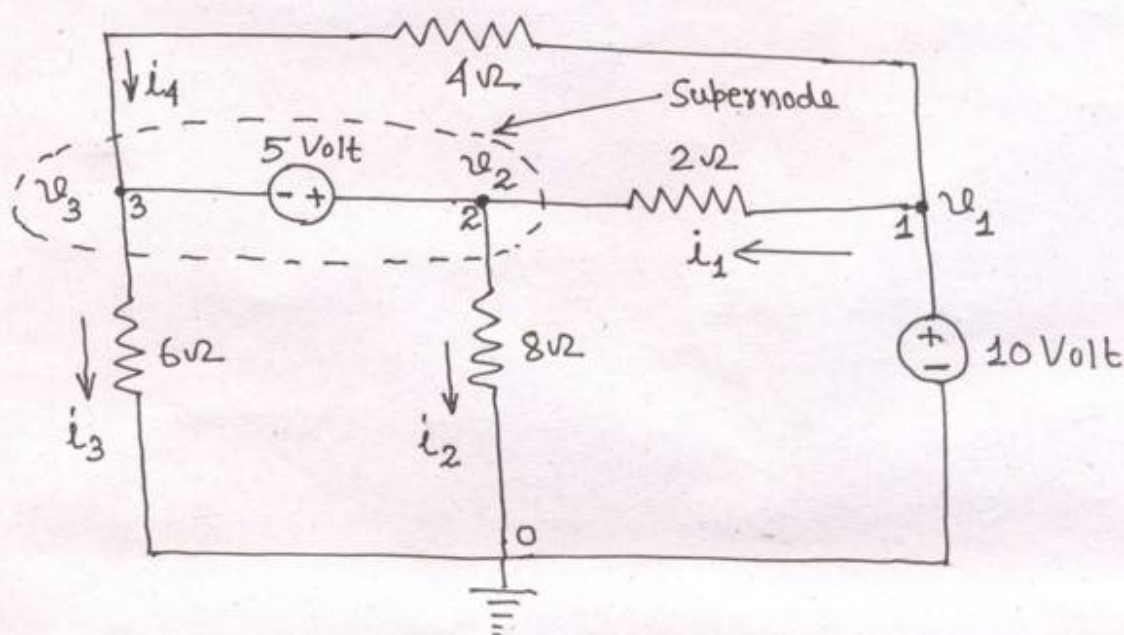 4Ω
i4
Supernode
5 Volt
v2
2Ω
v3
3
- +
2
1
v1
i1
6Ω
8Ω
+
-
10 Volt
i3
i2
0